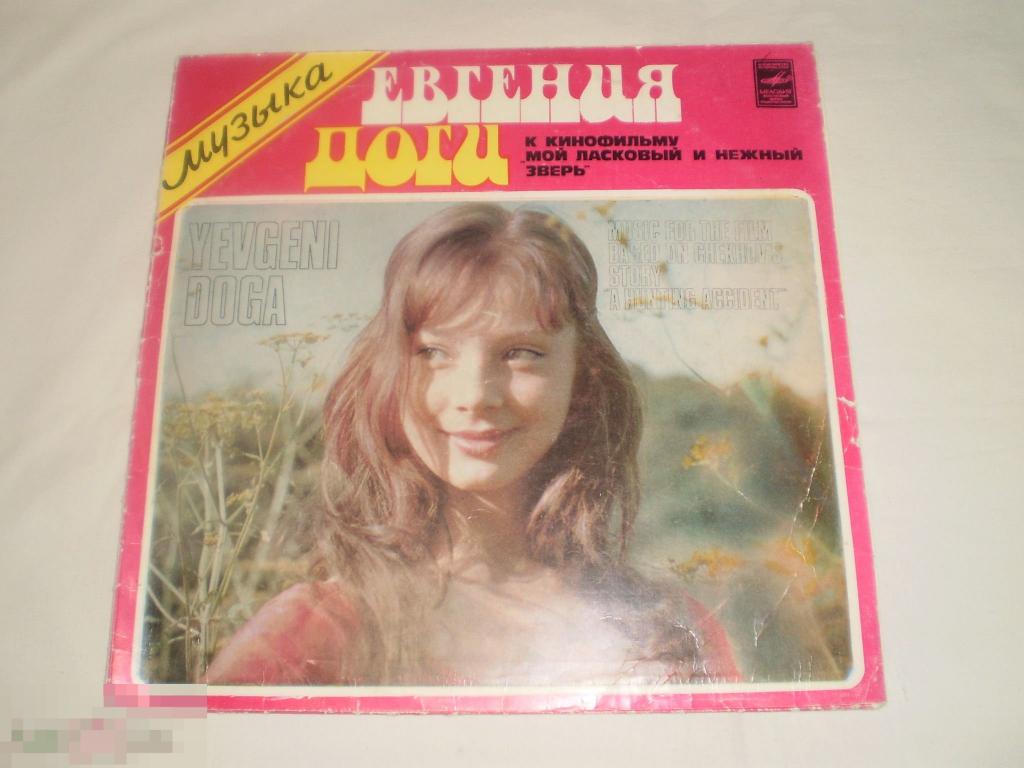 музыка
ЕВГЕНИЯ
ДОГИ
К КИНОФИЛЬМУ
„МОЙ ЛАСКОВЫЙ И НЕЖНЫЙ
ЗВЕРЬ"
МЕЛОДИЯ
YEVGENI
DOGA
MUSIC FOR THE FILM
BASED ON CHEKHOV'S
STORY
"A HUNTING ACCIDENT"